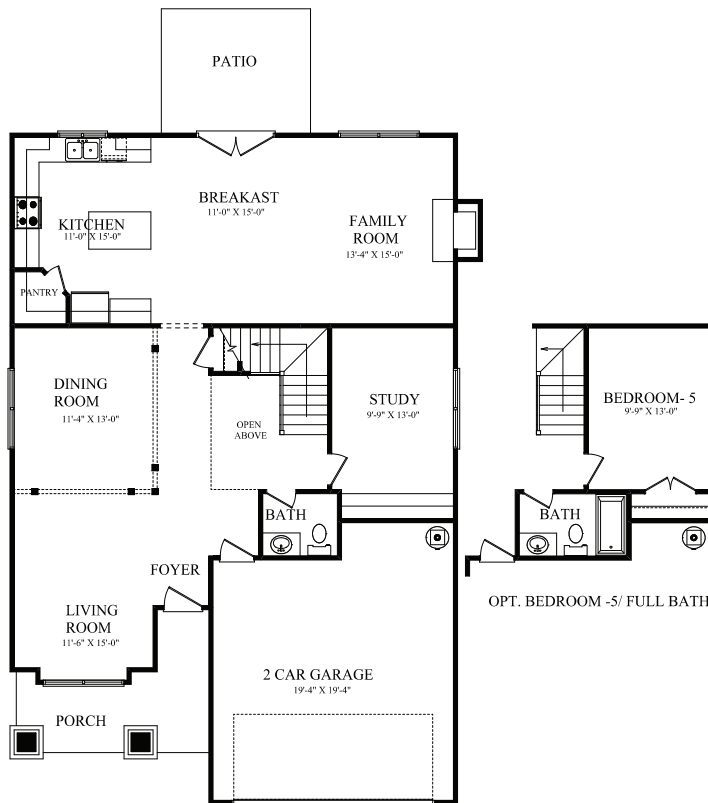 PATIO
BREAKAST
11'-0" X 15'-0"
KITCHEN
11'-0" X 15'-0"
FAMILY
ROOM
13'-4" X 15'-0"
PANTRY
DINING
ROOM
11'-4" X 13'-0"
OPEN
ABOVE
STUDY
9'-9" X 13'-0"
BEDROOM- 5
9'-9" X 13'-0"
BATH
BATH
FOYER
LIVING
ROOM
11'-6" X 15'-0"
OPT. BEDROOM -5/ FULL BATH
2 CAR GARAGE
19'-4" X 19'-4"
PORCH